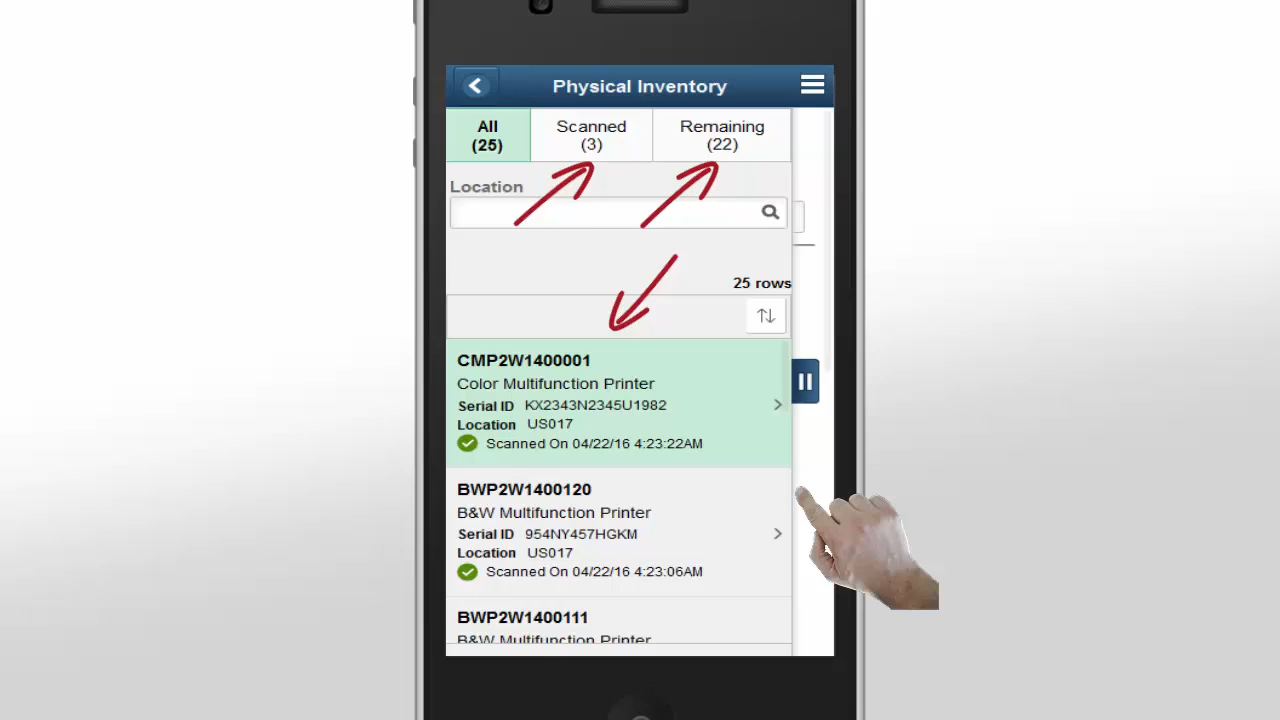 Physical Inventory
All
(25)
Scanned
(3)
Remaining
(22)
Location
25 rows
CMP2W1400001
Color Multifunction Printer
Serial ID KX2343N2345U1982
Location US017
Scanned On 04/22/16 4:23:22AM
BWP2W1400120
B&W Multifunction Printer
Serial ID 954NY457HGKM
Location US017
Scanned On 04/22/16 4:23:06AM
BWP2W1400111
B&W Multifunction Printer